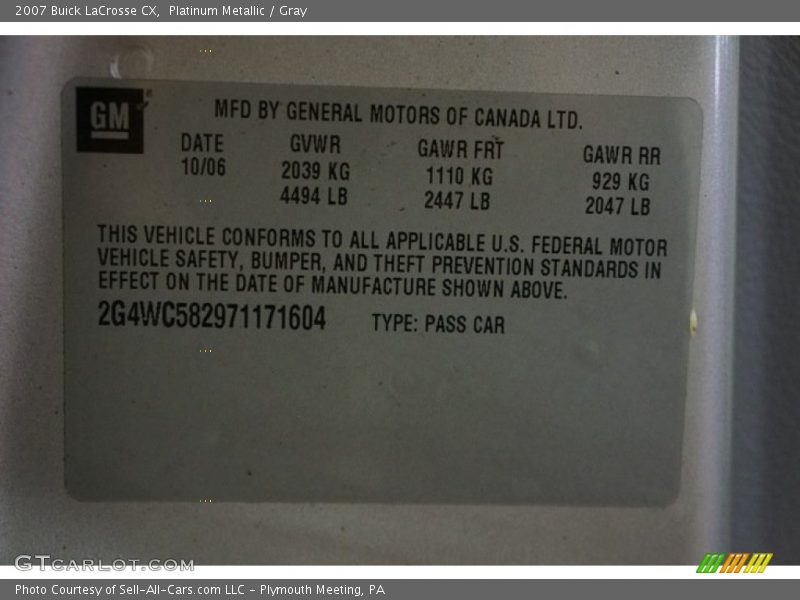 2007 Buick LaCrosse CX, Platinum Metallic / Gray
GM
MFD BY GENERAL MOTORS OF CANADA LTD.
DATE GVWR GAWR FRT GAWR RR
10/06 2039 KG 1110 KG 929 KG
4494 LB 2447 LB 2047 LB
THIS VEHICLE CONFORMS TO ALL APPLICABLE U.S. FEDERAL MOTOR
VEHICLE SAFETY, BUMPER, AND THEFT PREVENTION STANDARDS IN
EFFECT ON THE DATE OF MANUFACTURE SHOWN ABOVE.
2G4WC582971171604 TYPE: PASS CAR
GTCARLOT.COM
Photo Courtesy of Sell-All-Cars.com LLC - Plymouth Meeting, PA